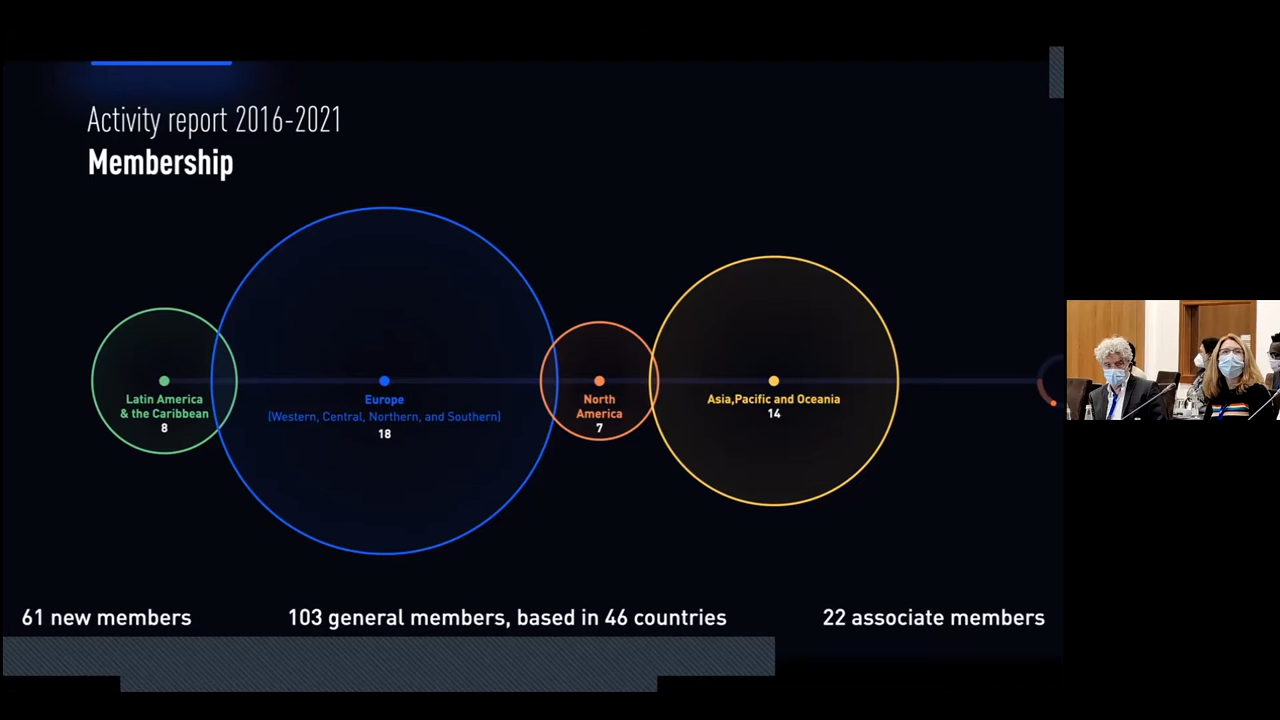 Activity report 2016-2021
Membership
Latin America
& the Caribbean
8
Europe
(Western, Central, Northern, and Southern)
18
North
America
7
Asia,Pacific and Oceania
14
61 new members
103 general members, based in 46 countries
22 associate members